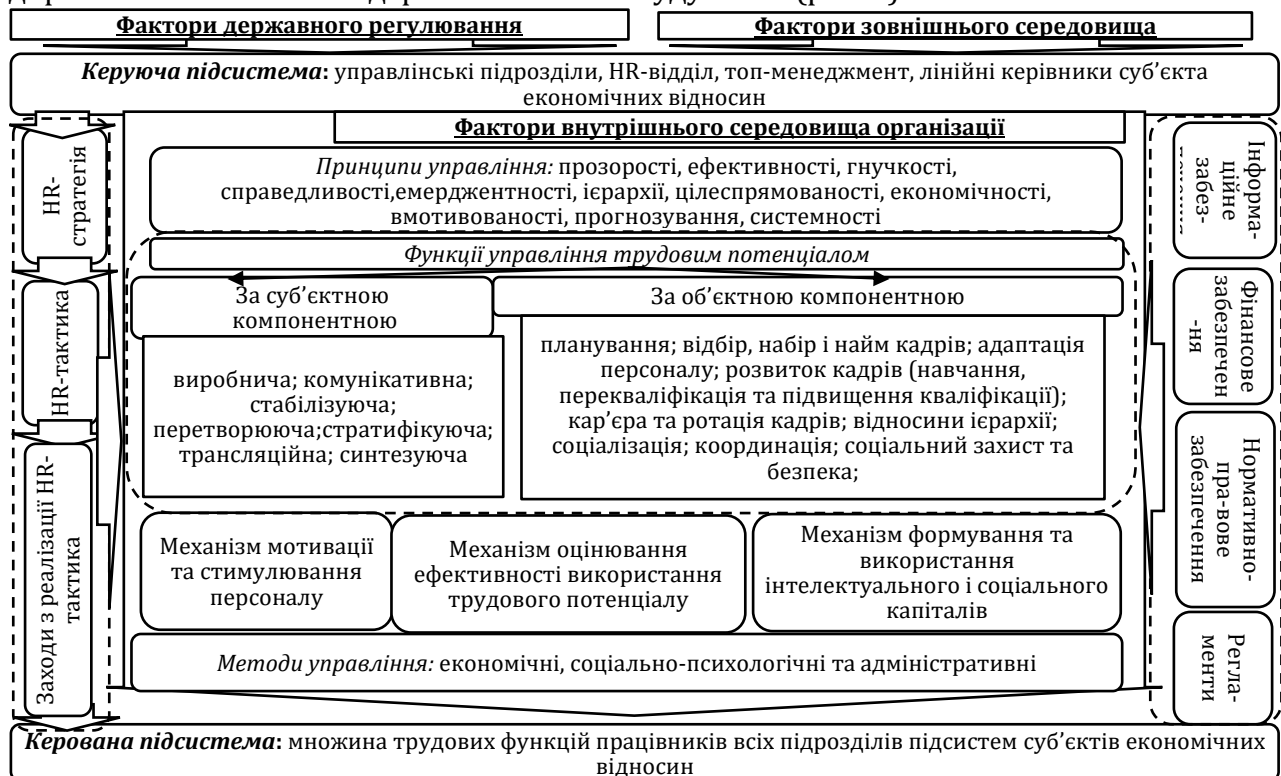 Фактори державного регулювання
Фактори зовнішнього середовища
Керуюча підсистема: управлінські підрозділи, HR-відділ, топ-менеджмент, лінійні керівники суб’єкта
економічних відносин
HR-
стратегія
HR-тактика
Заходи з реалізації HR-
тактика
Фактори внутрішнього середовища організації
Принципи управління: прозорості, ефективності, гнучкості,
справедливості,емерджентності, ієрархії, цілеспрямованості, економічності,
вмотивованості, прогнозування, системності
Функції управління трудовим потенціалом
За суб’єктною
компонентною
За об’єктною компонентною
виробнича; комунікативна;
стабілізуюча;
перетворююча;стратифікуюча;
трансляційна; синтезуюча
планування; відбір, набір і найм кадрів; адаптація
персоналу; розвиток кадрів (навчання,
перекваліфікація та підвищення кваліфікації);
кар’єра та ротація кадрів; відносини ієрархії;
соціалізація; координація; соціальний захист та
безпека;
Механізм мотивації
та стимулювання
персоналу
Механізм оцінювання
ефективності використання
трудового потенціалу
Механізм формування та
використання
інтелектуального і соціального
капіталів
Методи управління: економічні, соціально-психологічні та адміністративні
Інформа-
ційне
забез-
Фінансове
забезпечен
-ня
Нормативно-
пра-вове
забезпечення
Регла-
менти
Керована підсистема: множина трудових функцій працівників всіх підрозділів підсистем суб’єктів економічних
відносин